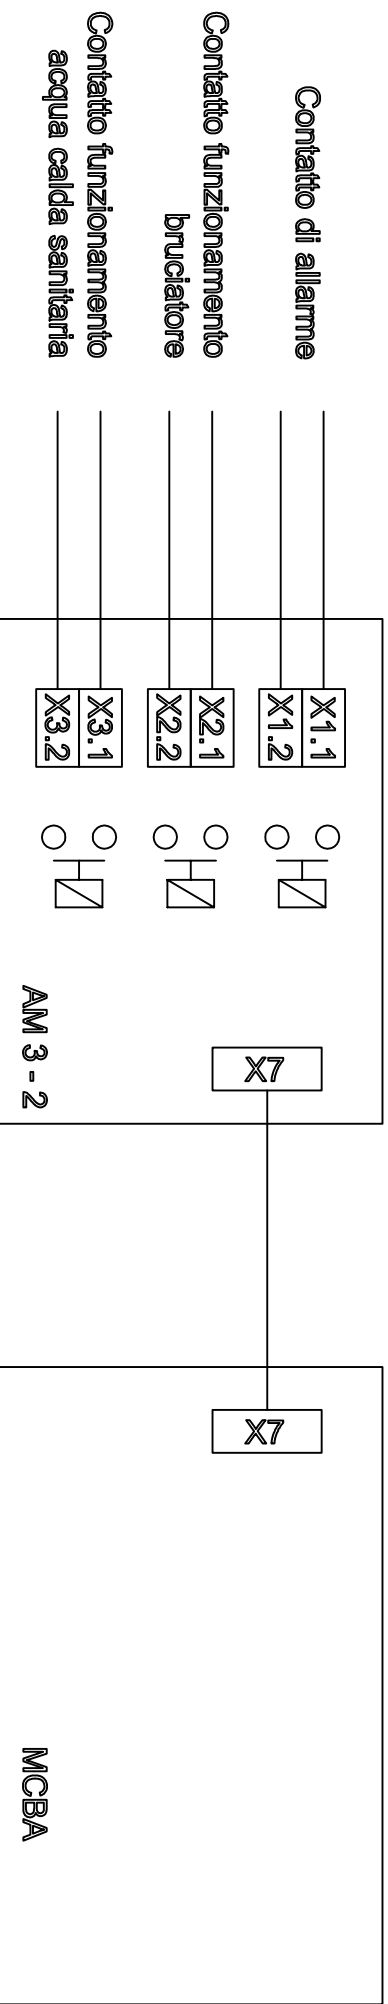 Contatto di allarme
Contatto funzionamento
bruciatore
Contatto funzionamento
acqua calda sanitaria
X1.1
X1.2
X2.1
X2.2
X3.1
X3.2
X7
AM 3 - 2
X7
MCBA